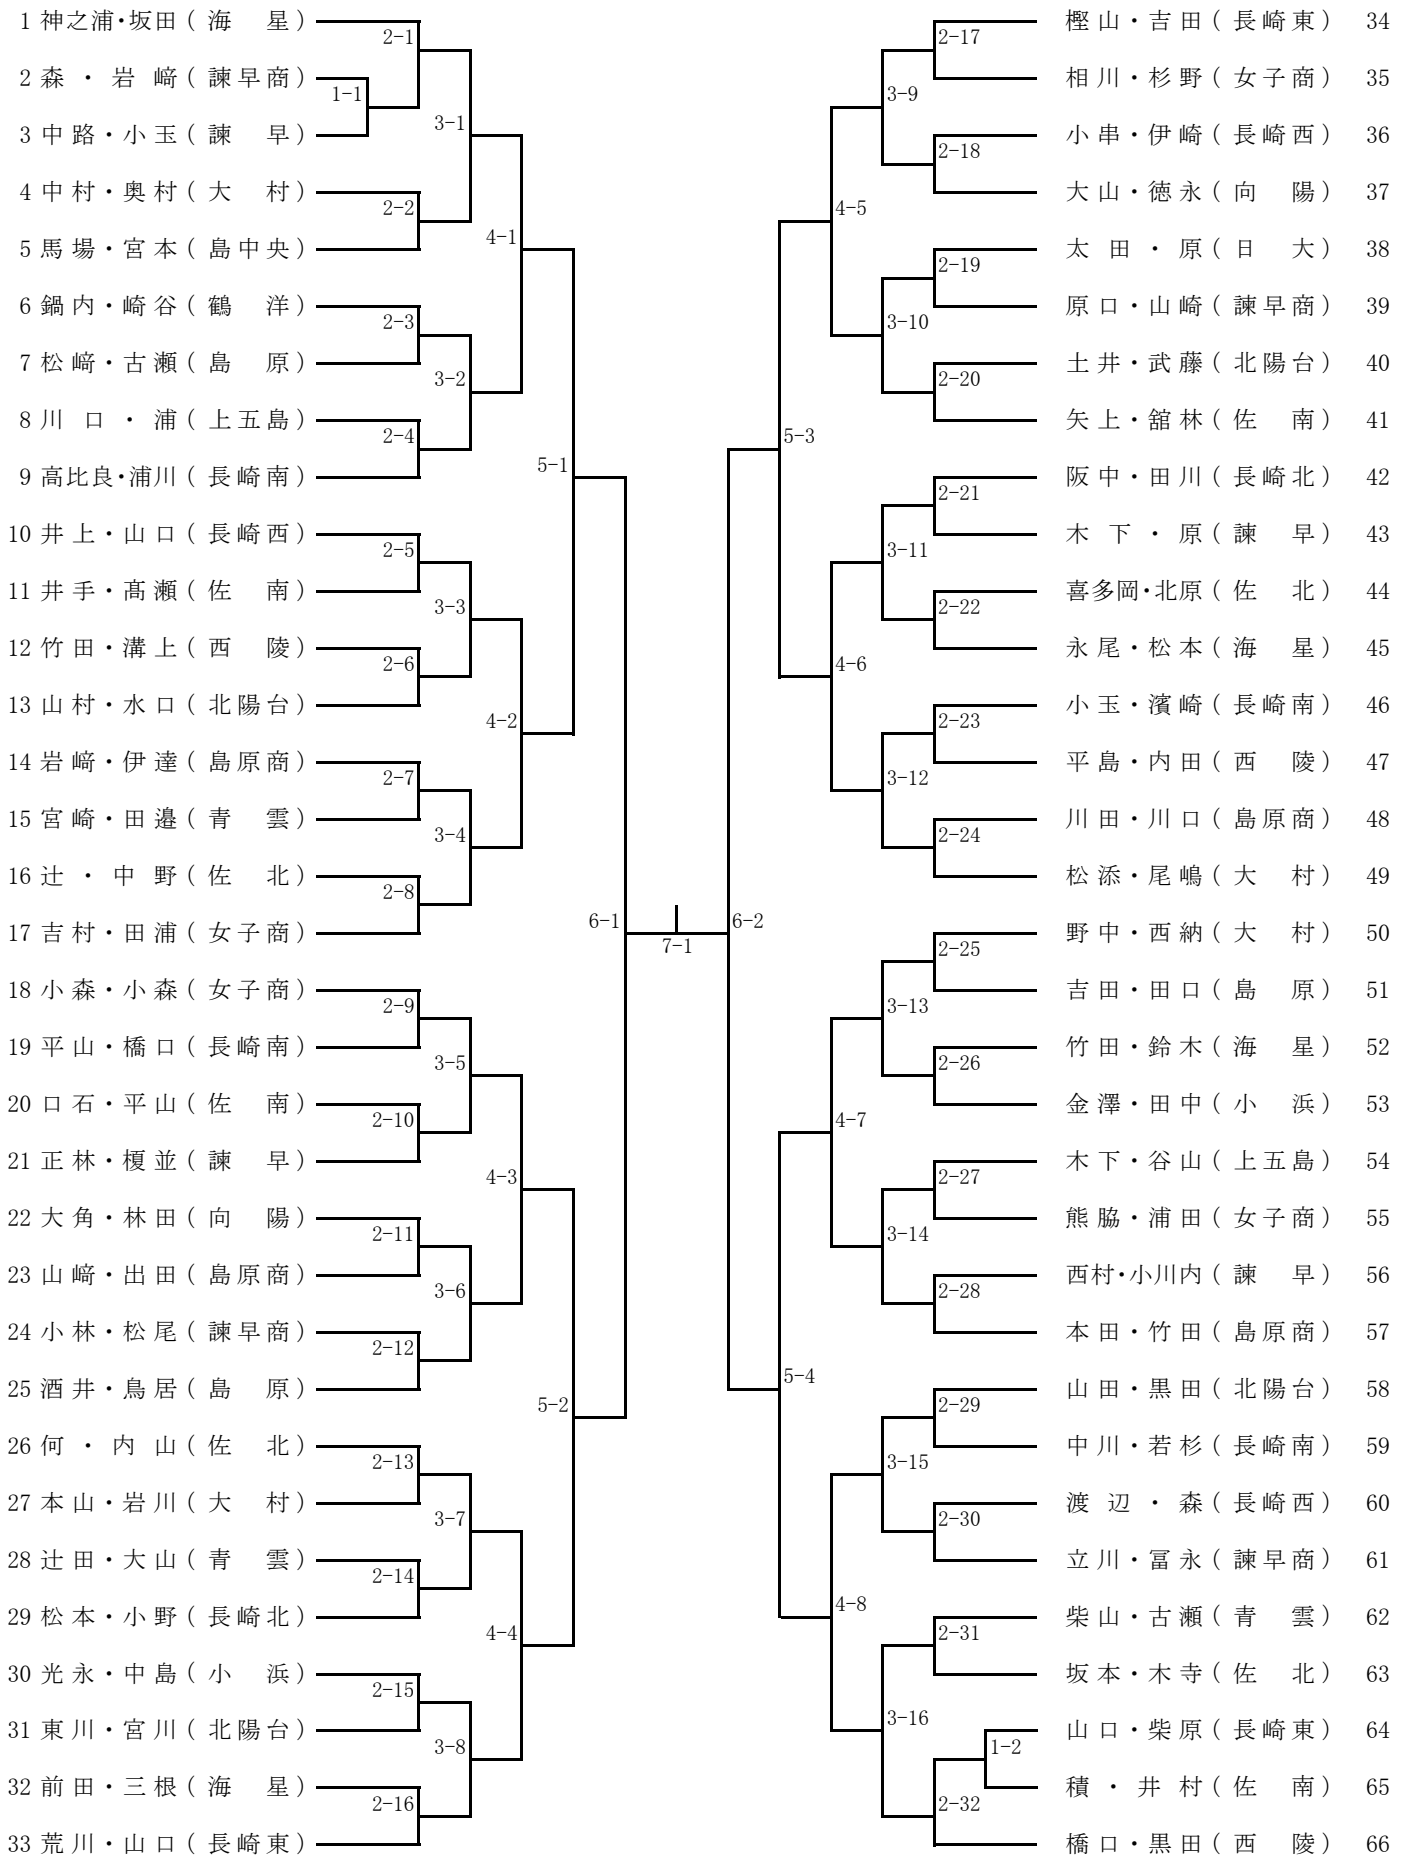 1 神之浦・坂田 ( 海 星 )
2-1
2 森 ・ 岩 﨑 ( 諫早商 )
1-1
3 中路・小玉 ( 諫 早 )
3-1
4 中村・奥村 ( 大 村 )
2-2
5 馬場・宮本 ( 島中央 )
4-1
6 鍋内・崎谷 ( 鶴 洋 )
2-3
7 松﨑・古瀬 ( 島 原 )
3-2
8 川 口 ・ 浦 ( 上五島 )
2-4
9 高比良・浦川 ( 長崎南 )
5-1
10 井上・山口 ( 長崎西 )
2-5
11 井手・髙瀬 ( 佐 南 )
3-3
12 竹田・溝上 ( 西 陵 )
2-6
13 山村・水口 ( 北陽台 )
4-2
14 岩﨑・伊達 ( 島原商 )
2-7
15 宮崎・田邉 ( 青 雲 )
3-4
16 辻 ・ 中 野 ( 佐 北 )
2-8
17 吉村・田浦 ( 女子商 )
6-1
7-1
18 小森・小森 ( 女子商 )
2-9
19 平山・橋口 ( 長崎南 )
3-5
20 口石・平山 ( 佐 南 )
2-10
21 正林・榎並 ( 諫 早 )
4-3
22 大角・林田 ( 向 陽 )
2-11
23 山﨑・出田 ( 島原商 )
3-6
24 小林・松尾 ( 諫早商 )
2-12
25 酒井・鳥居 ( 島 原 )
5-2
26 何 ・ 内 山 ( 佐 北 )
2-13
27 本山・岩川 ( 大 村 )
3-7
28 辻田・大山 ( 青 雲 )
2-14
29 松本・小野 ( 長崎北 )
4-4
30 光永・中島 ( 小 浜 )
2-15
31 東川・宮川 ( 北陽台 )
3-8
32 前田・三根 ( 海 星 )
2-16
33 荒川・山口 ( 長崎東 )
樫山・吉田 ( 長崎東 ) 34
2-17
相川・杉野 ( 女子商 ) 35
3-9
小串・伊崎 ( 長崎西 ) 36
2-18
大山・徳永 ( 向 陽 ) 37
4-5
太 田 ・ 原 ( 日 大 ) 38
2-19
原口・山崎 ( 諫早商 ) 39
3-10
土井・武藤 ( 北陽台 ) 40
2-20
矢上・舘林 ( 佐 南 ) 41
5-3
阪中・田川 ( 長崎北 ) 42
2-21
木 下 ・ 原 ( 諫 早 ) 43
3-11
喜多岡・北原 ( 佐 北 ) 44
2-22
永尾・松本 ( 海 星 ) 45
4-6
小玉・濱崎 ( 長崎南 ) 46
2-23
平島・内田 ( 西 陵 ) 47
3-12
川田・川口 ( 島原商 ) 48
2-24
松添・尾嶋 ( 大 村 ) 49
6-2
野中・西納 ( 大 村 ) 50
2-25
吉田・田口 ( 島 原 ) 51
3-13
竹田・鈴木 ( 海 星 ) 52
2-26
金澤・田中 ( 小 浜 ) 53
4-7
木下・谷山 ( 上五島 ) 54
2-27
熊脇・浦田 ( 女子商 ) 55
3-14
西村・小川内 ( 諫 早 ) 56
2-28
本田・竹田 ( 島原商 ) 57
5-4
山田・黒田 ( 北陽台 ) 58
2-29
中川・若杉 ( 長崎南 ) 59
3-15
渡 辺 ・ 森 ( 長崎西 ) 60
2-30
立川・冨永 ( 諫早商 ) 61
4-8
柴山・古瀬 ( 青 雲 ) 62
2-31
坂本・木寺 ( 佐 北 ) 63
3-16
山口・柴原 ( 長崎東 ) 64
1-2
積 ・ 井 村 ( 佐 南 ) 65
2-32
橋口・黒田 ( 西 陵 ) 66